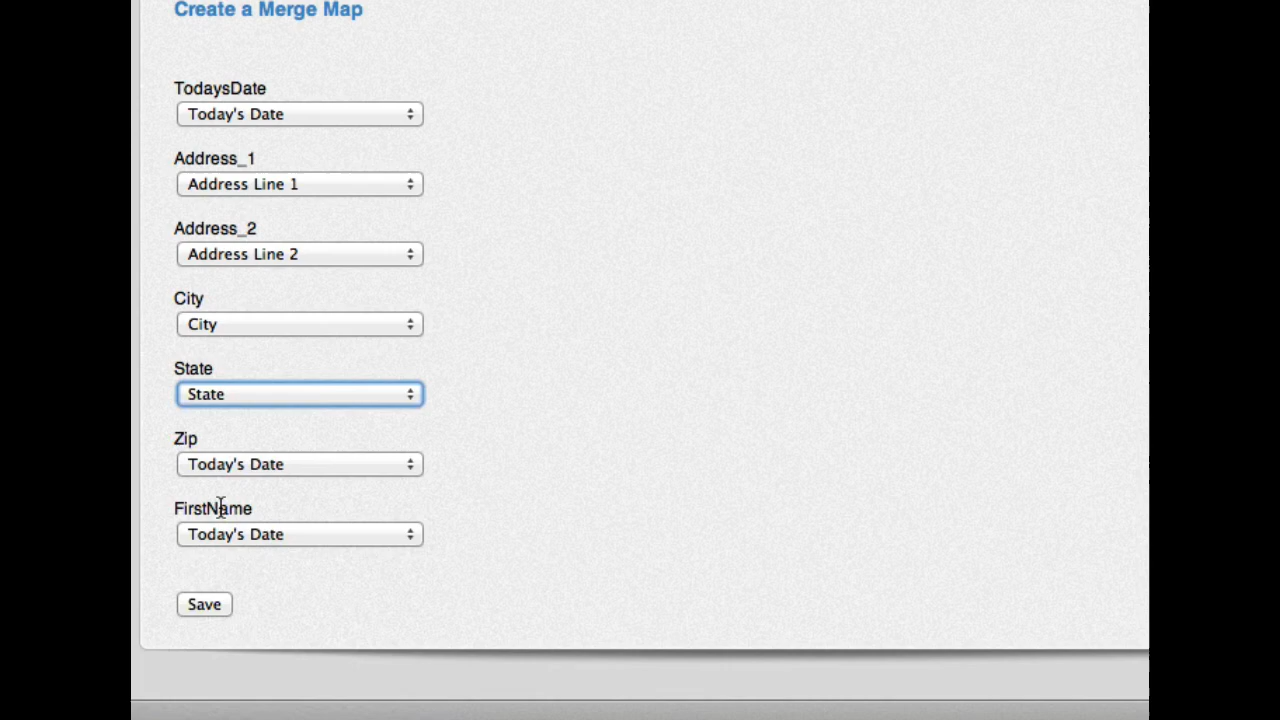 Create a Merge Map
TodaysDate
Today's Date
Address_1
Address Line 1
Address_2
Address Line 2
City
City
State
State
Zip
Today's Date
FirstName
Today's Date
Save